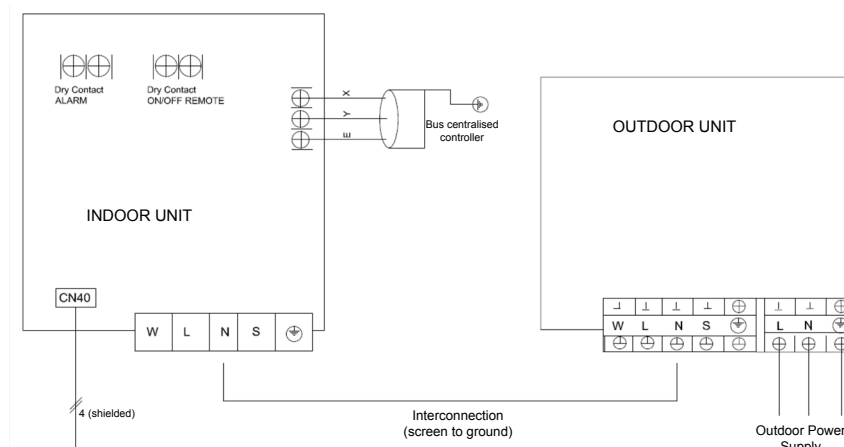 Dry Contact
ALARM
Dry Contact
ON/OFF REMOTE
X
Y
E
Bus centralised
controller
OUTDOOR UNIT
INDOOR UNIT
CN40
W L N S
W L N S L N
4 (shielded)
Interconnection
(screen to ground)
Outdoor Power
Supply